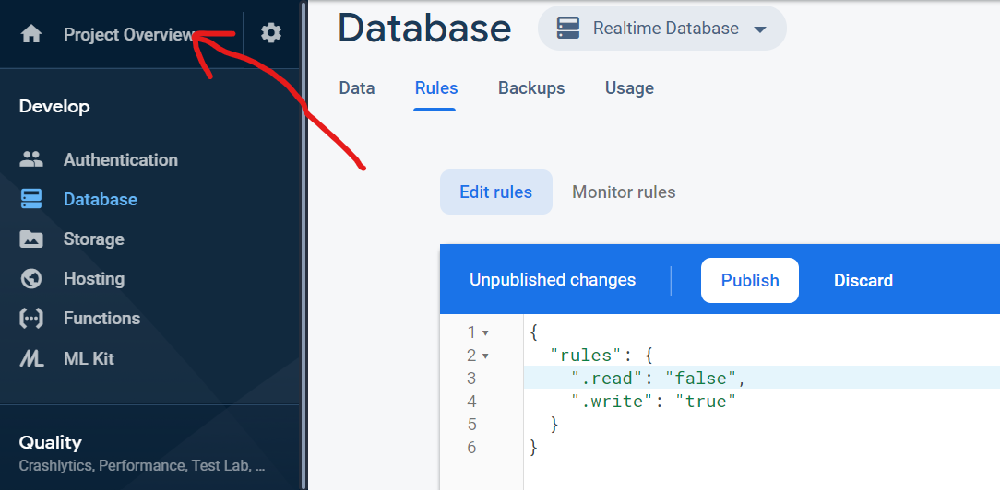 Project Overview
Develop
Authentication
Database
Storage
Hosting
Functions
ML Kit
Quality
Crashlytics, Performance, Test Lab, ...
Database
Realtime Database
Data Rules Backups Usage
Edit rules Monitor rules
Unpublished changes Publish Discard
1 {
2 "rules": {
3 ".read": "false",
4 ".write": "true"
5 }
6 }